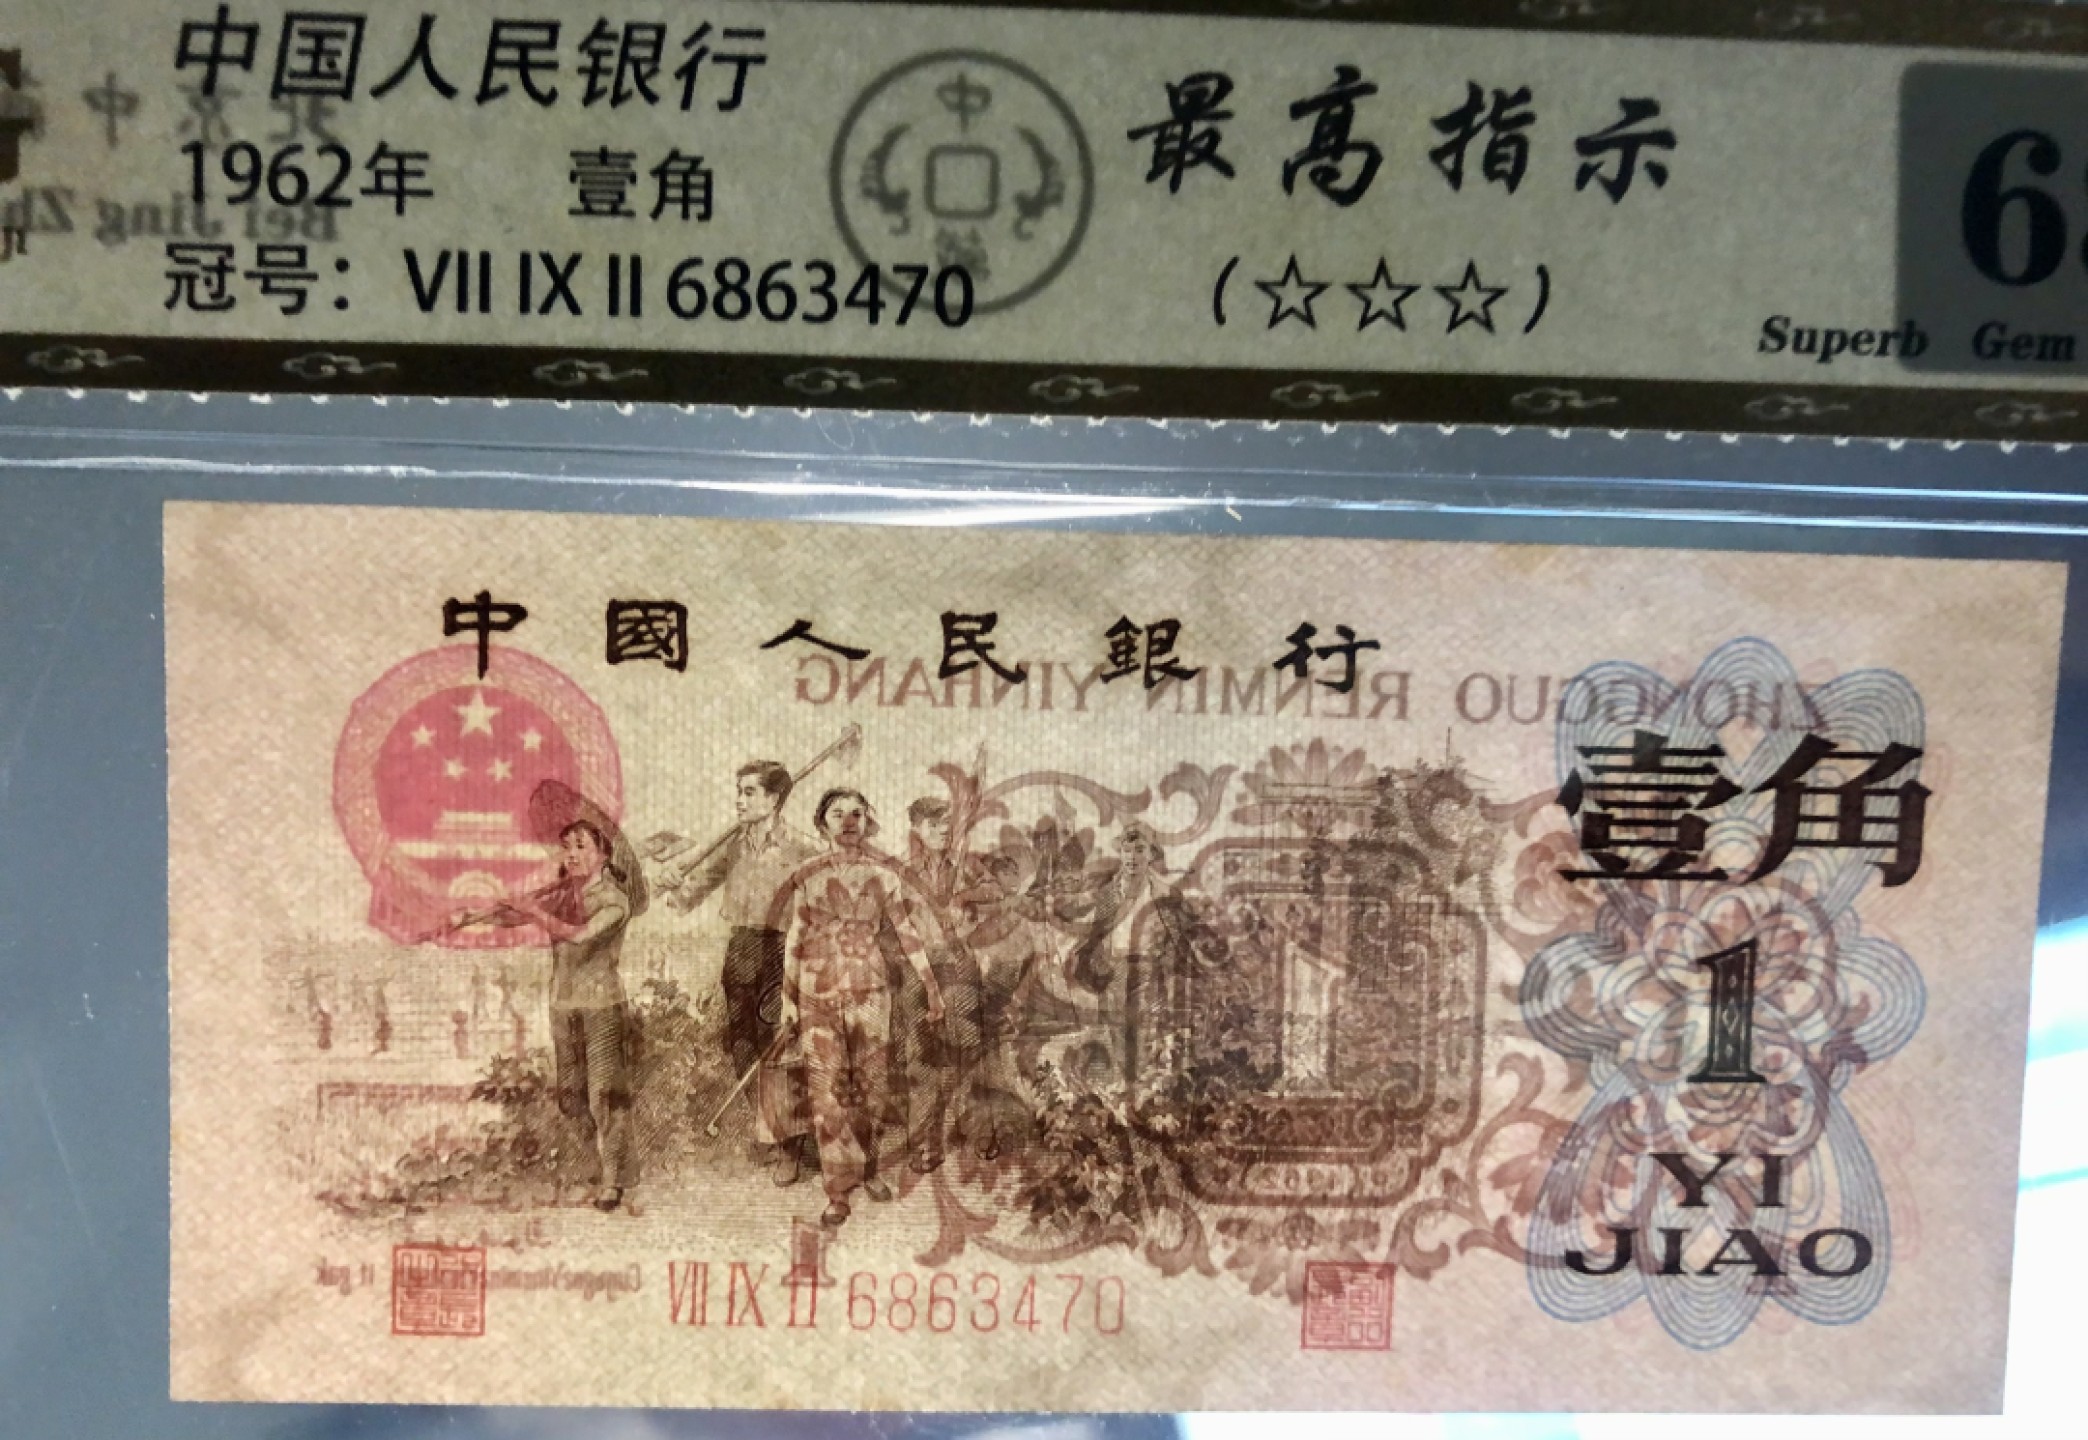 中国人民银行
1962年 壹角
冠号： VII IX II 6863470
最高指示
(☆☆☆)
Superb Gem
中國人民銀行
ZHONGGUO RENMIN YINHANG
壹角
1
YI
JIAO
1
VII IX II 6863470